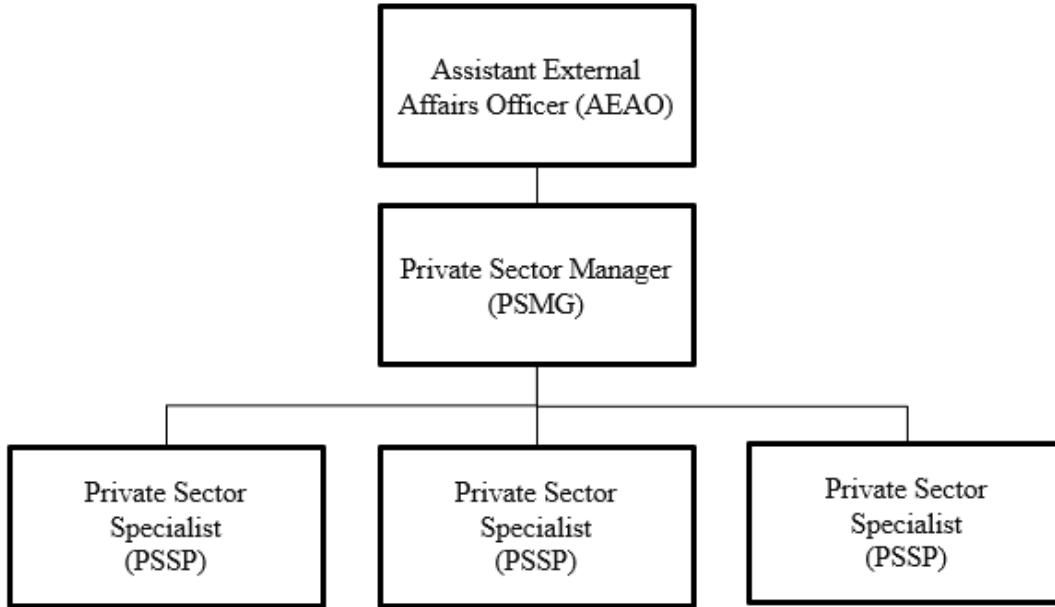 Assistant External
Affairs Officer (AEAO)
Private Sector Manager
(PSMG)
Private Sector
Specialist
(PSSP)
Private Sector
Specialist
(PSSP)
Private Sector
Specialist
(PSSP)